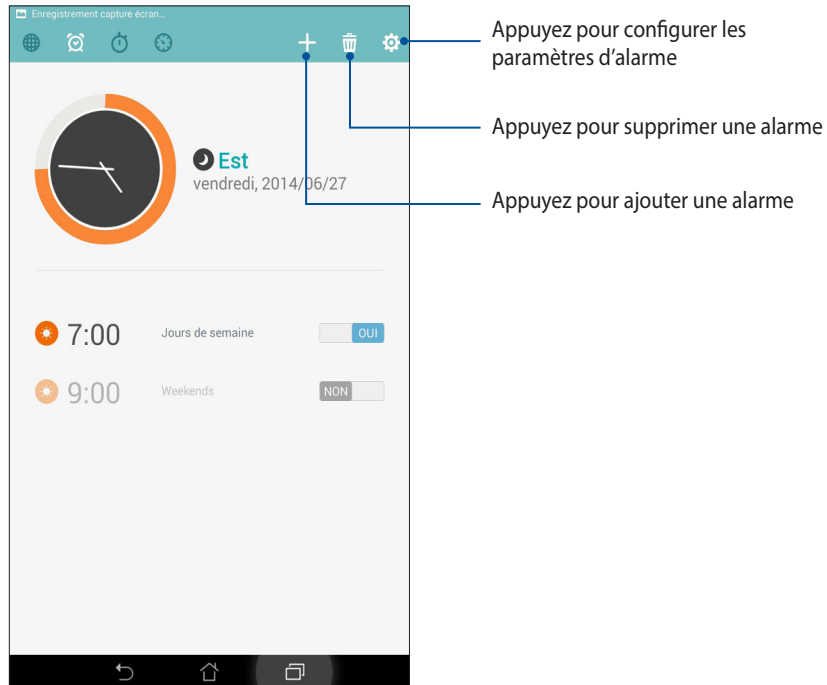 Enregistrement capture écran...
Appuyez pour configurer les
paramètres d'alarme
Appuyez pour supprimer une alarme
Appuyez pour ajouter une alarme
Est
vendredi, 2014/06/27
7:00 Jours de semaine OUI
9:00 Weekends NON